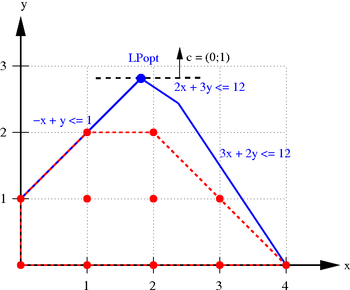 y
LPopt
c = (0;1)
3
2x + 3y <= 12
−x + y <= 1
2
3x + 2y <= 12
1
x
1 2 3 4